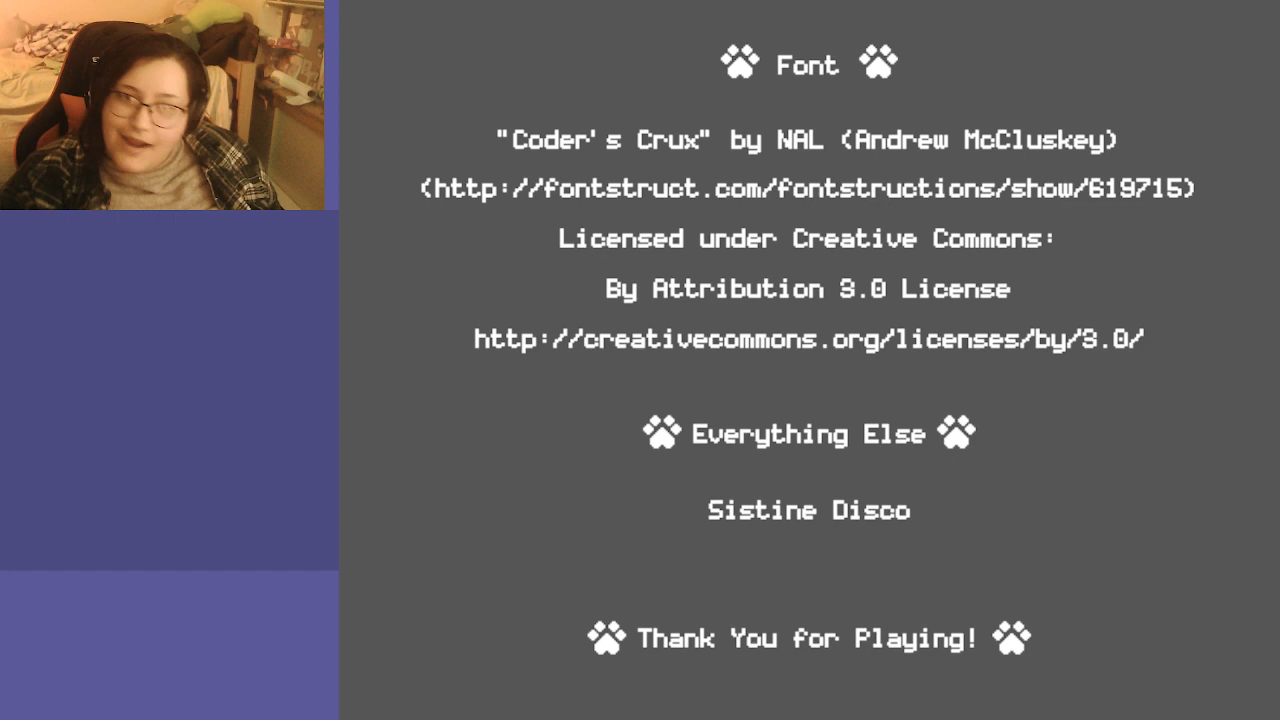 Font
"Coder's Crux" by NAL (Andrew McCluskey)
(http://fontstruct.com/fontstructions/show/619715)
Licensed under Creative Commons:
By Attribution 3.0 License
http://creativecommons.org/licenses/by/3.0/
Everything Else
Sistine Disco
Thank You for Playing!